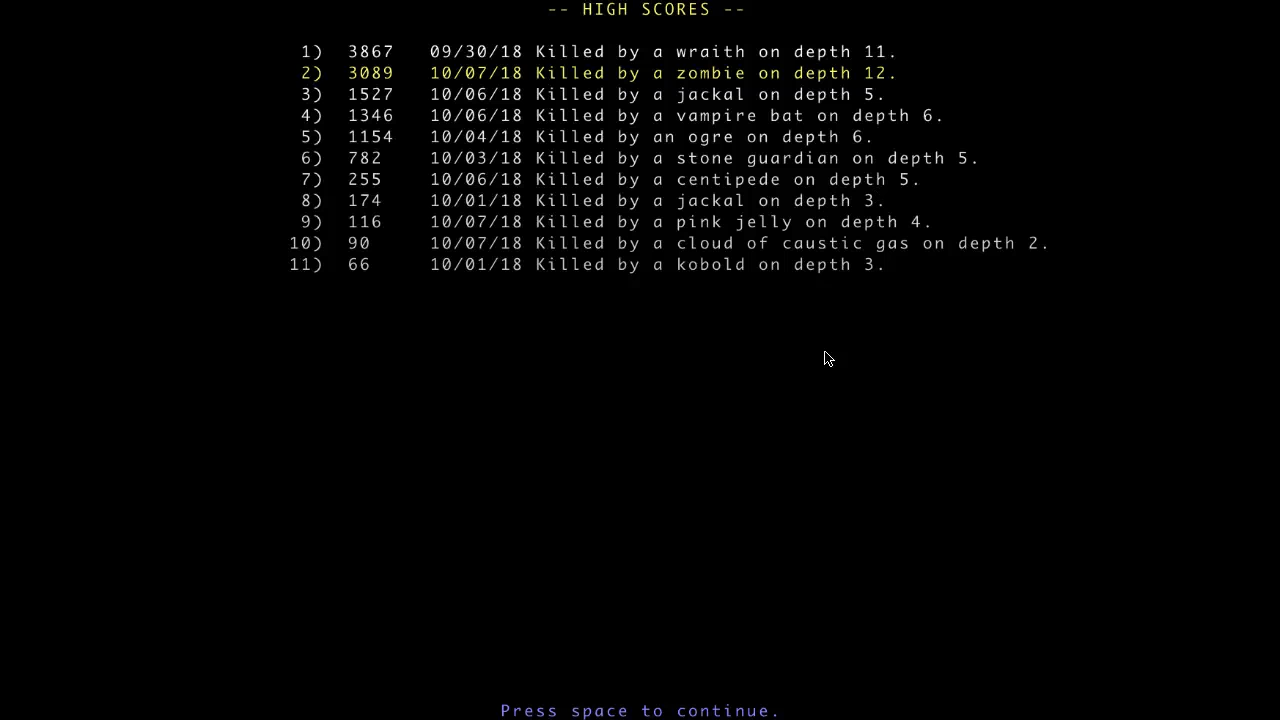 -- HIGH SCORES --
1) 3867 09/30/18 Killed by a wraith on depth 11.
2) 3089 10/07/18 Killed by a zombie on depth 12.
3) 1527 10/06/18 Killed by a jackal on depth 5.
4) 1346 10/06/18 Killed by a vampire bat on depth 6.
5) 1154 10/04/18 Killed by an ogre on depth 6.
6) 782 10/03/18 Killed by a stone guardian on depth 5.
7) 255 10/06/18 Killed by a centipede on depth 5.
8) 174 10/01/18 Killed by a jackal on depth 3.
9) 116 10/07/18 Killed by a pink jelly on depth 4.
10) 90 10/07/18 Killed by a cloud of caustic gas on depth 2.
11) 66 10/01/18 Killed by a kobold on depth 3.
Press space to continue.